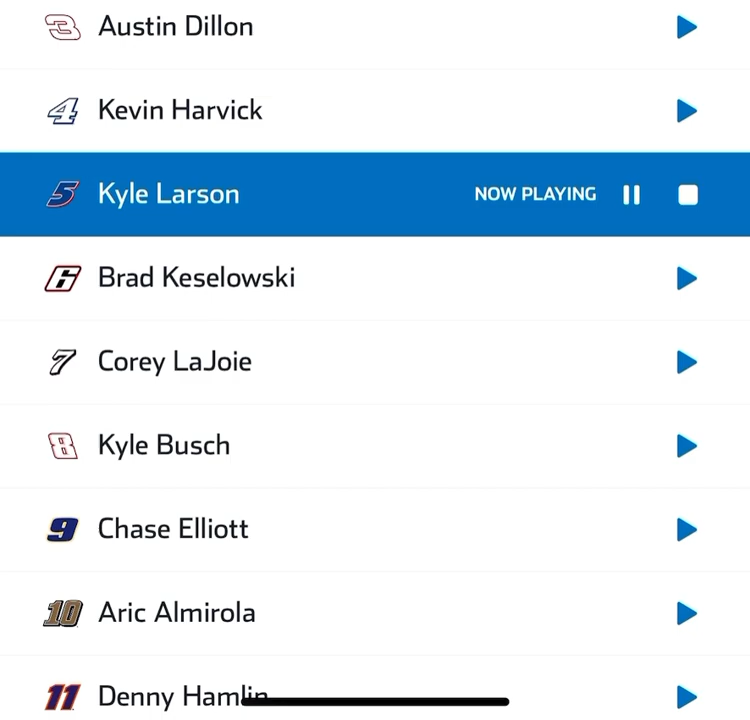 3 Austin Dillon
4 Kevin Harvick
5 Kyle Larson NOW PLAYING
6 Brad Keselowski
7 Corey LaJoie
8 Kyle Busch
9 Chase Elliott
10 Aric Almirola
11 Denny Hamlin